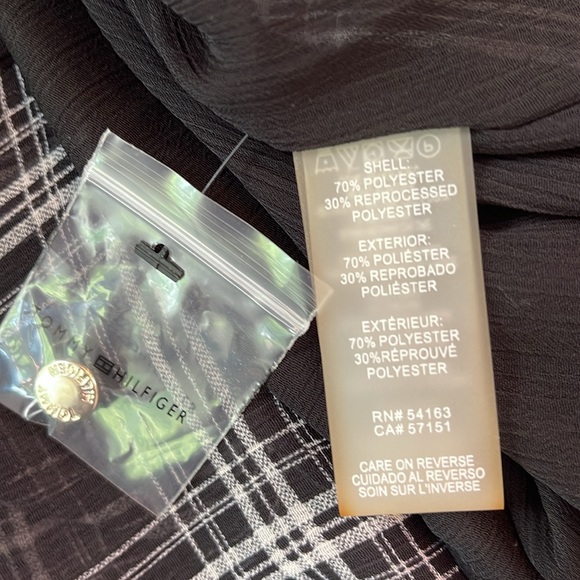 SHELL:
70% POLYESTER
30% REPROCESSED
POLYESTER
EXTERIOR:
70% POLIÉSTER
30% REPROBADO
POLIÉSTER
EXTÉRIEUR:
70% POLYESTER
30%RÉPROUVÉ
POLYESTER
RN# 54163
CA# 57151
CARE ON REVERSE
CUIDADO AL REVERSO
SOIN SUR L'INVERSE
TOMMY HILFIGER